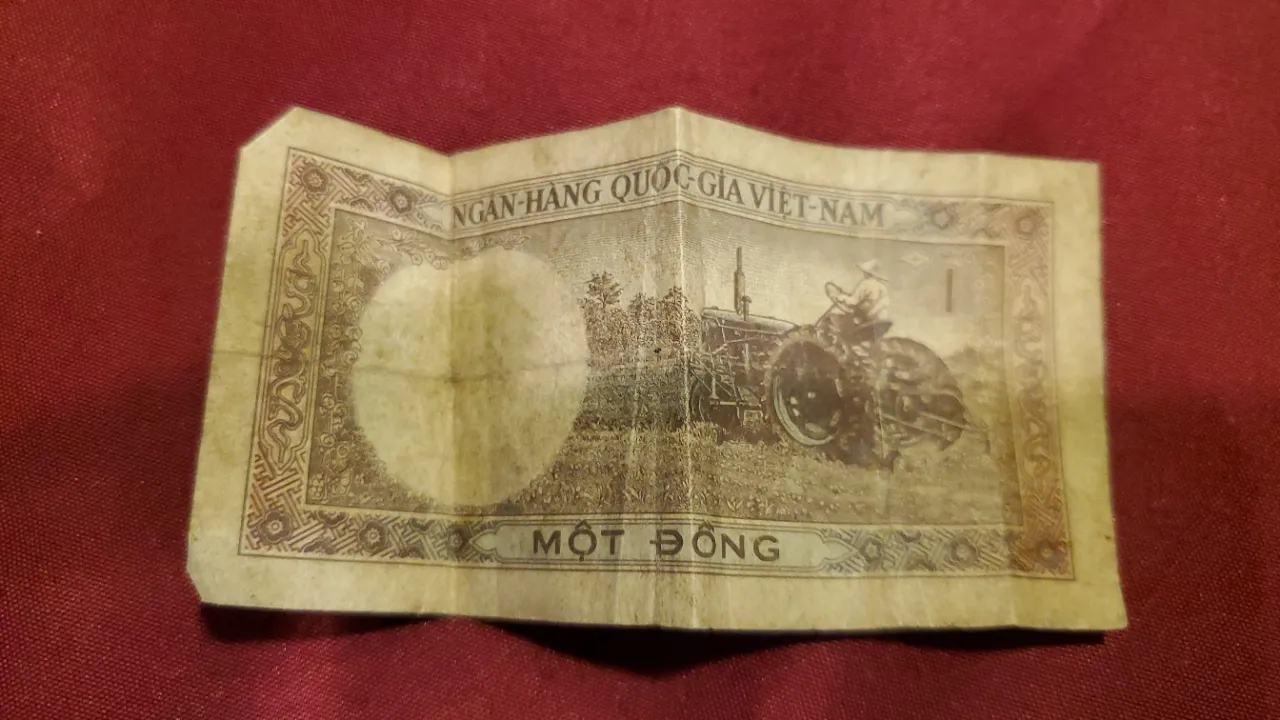 NGÂN-HÀNG QUỐC-GIA VIỆT-NAM
1
MỘT ĐỒNG